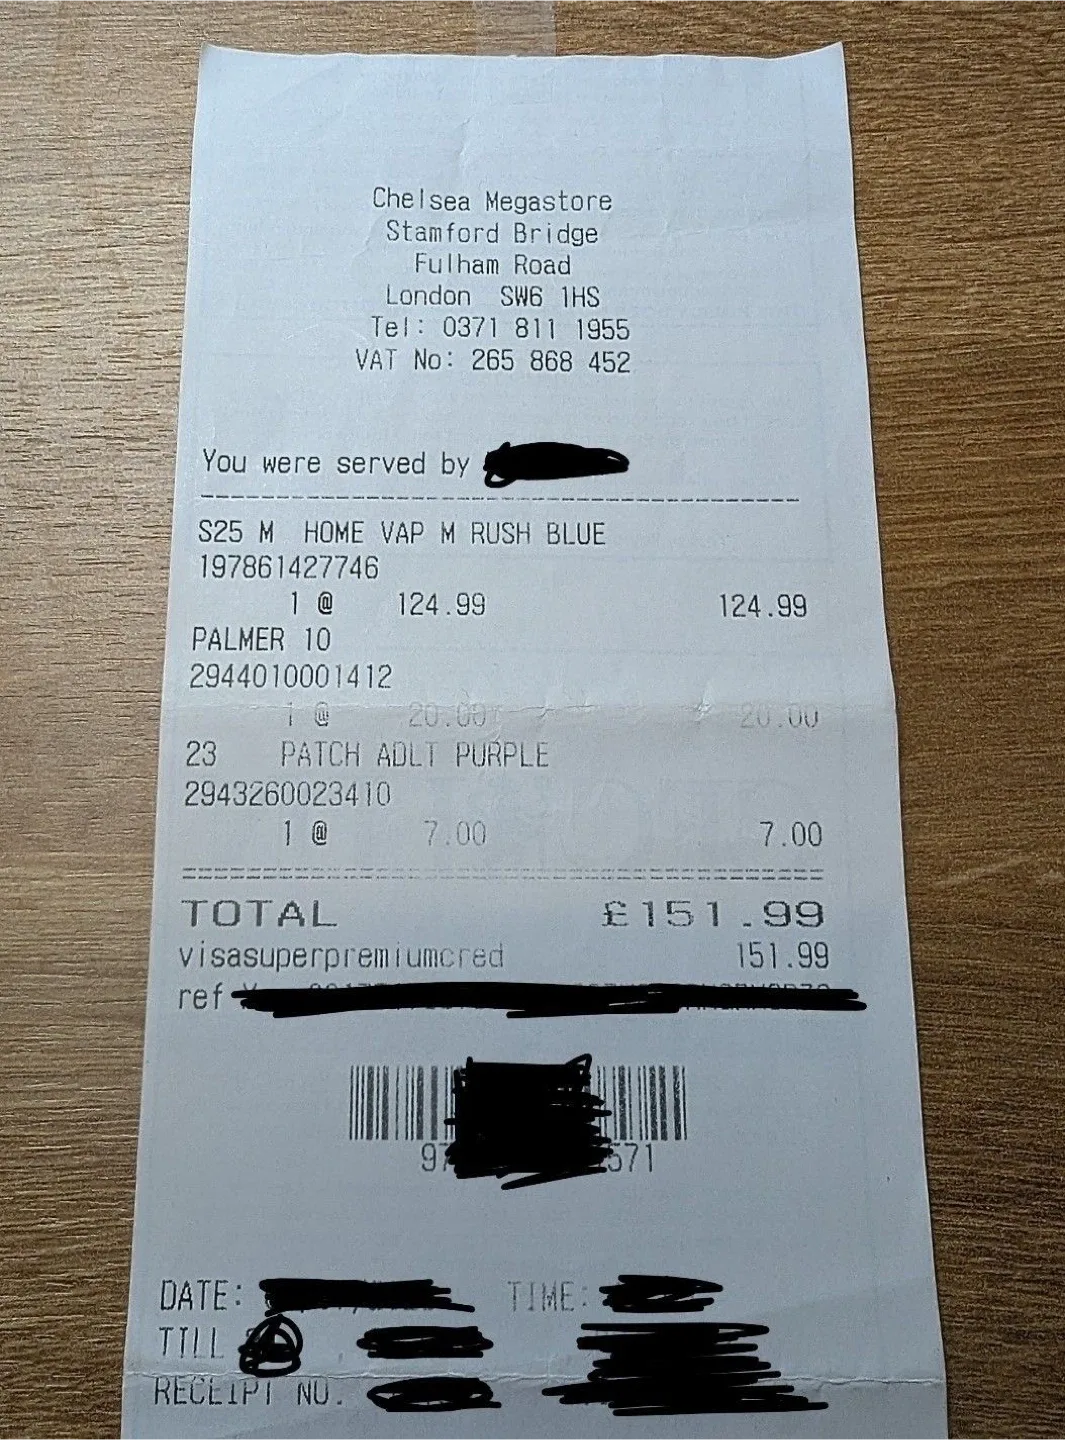 Chelsea Megastore
Stamford Bridge
Fulham Road
London SW6 1HS
Tel: 0371 811 1955
VAT No: 265 868 452
You were served by
S25 M HOME VAP M RUSH BLUE
197861427746
1 @ 124.99 124.99
PALMER 10
2944010001412
1 @ 20.00 20.00
23 PATCH ADLT PURPLE
2943260023410
1 @ 7.00 7.00
TOTAL £151.99
visasuperpremiumcred 151.99
ref
97 571
DATE: TIME:
TILL
RECEIPT NO.